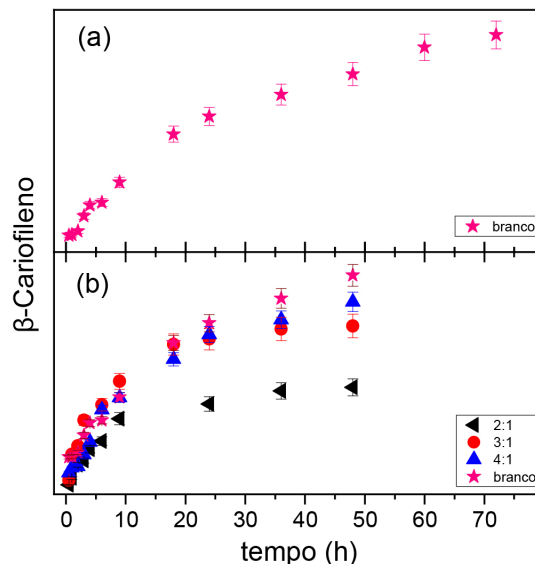 (a)
branco
β-Cariofileno
(b)
2:1
3:1
4:1
branco
0 10 20 30 40 50 60 70
tempo (h)